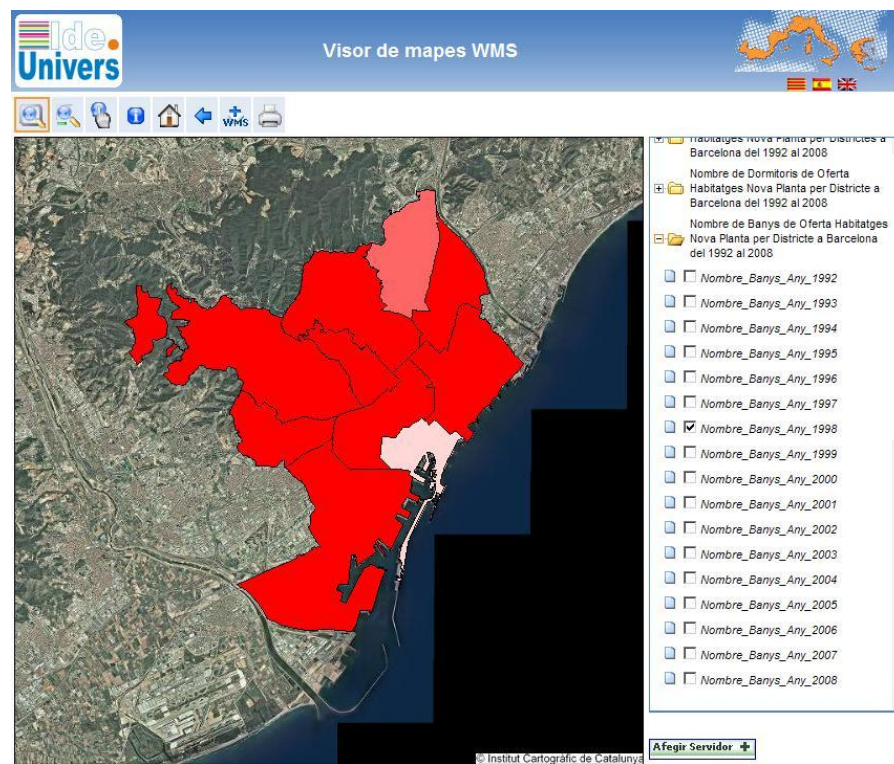 Ide.
Univers
Visor de mapes WMS
WMS
Habitatges Nova Planta per Districtes a
Barcelona del 1992 al 2008
Nombre de Dormitoris de Oferta
Habitatges Nova Planta per Districte a
Barcelona del 1992 al 2008
Nombre de Banys de Oferta Habitatges
Nova Planta per Districte a Barcelona
del 1992 al 2008
Nombre_Banys_Any_1992
Nombre_Banys_Any_1993
Nombre_Banys_Any_1994
Nombre_Banys_Any_1995
Nombre_Banys_Any_1996
Nombre_Banys_Any_1997
Nombre_Banys_Any_1998
Nombre_Banys_Any_1999
Nombre_Banys_Any_2000
Nombre_Banys_Any_2001
Nombre_Banys_Any_2002
Nombre_Banys_Any_2003
Nombre_Banys_Any_2004
Nombre_Banys_Any_2005
Nombre_Banys_Any_2006
Nombre_Banys_Any_2007
Nombre_Banys_Any_2008
Afegir Servidor
© Institut Cartogràfic de Catalunya